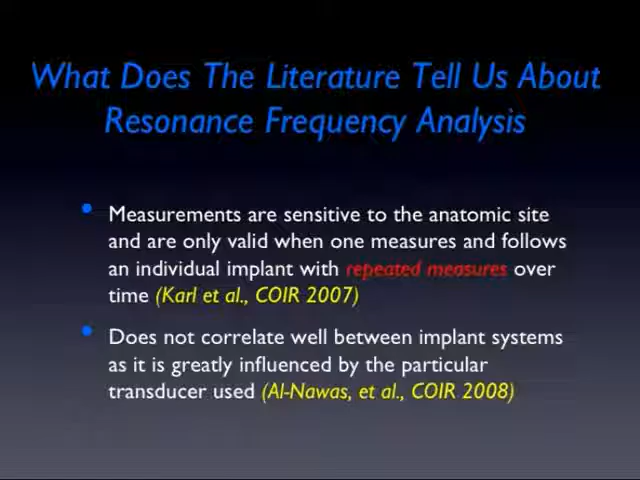 What Does The Literature Tell Us About
Resonance Frequency Analysis
• Measurements are sensitive to the anatomic site
and are only valid when one measures and follows
an individual implant with repeated measures over
time (Karl et al., COIR 2007)
• Does not correlate well between implant systems
as it is greatly influenced by the particular
transducer used (Al-Nawas, et al., COIR 2008)